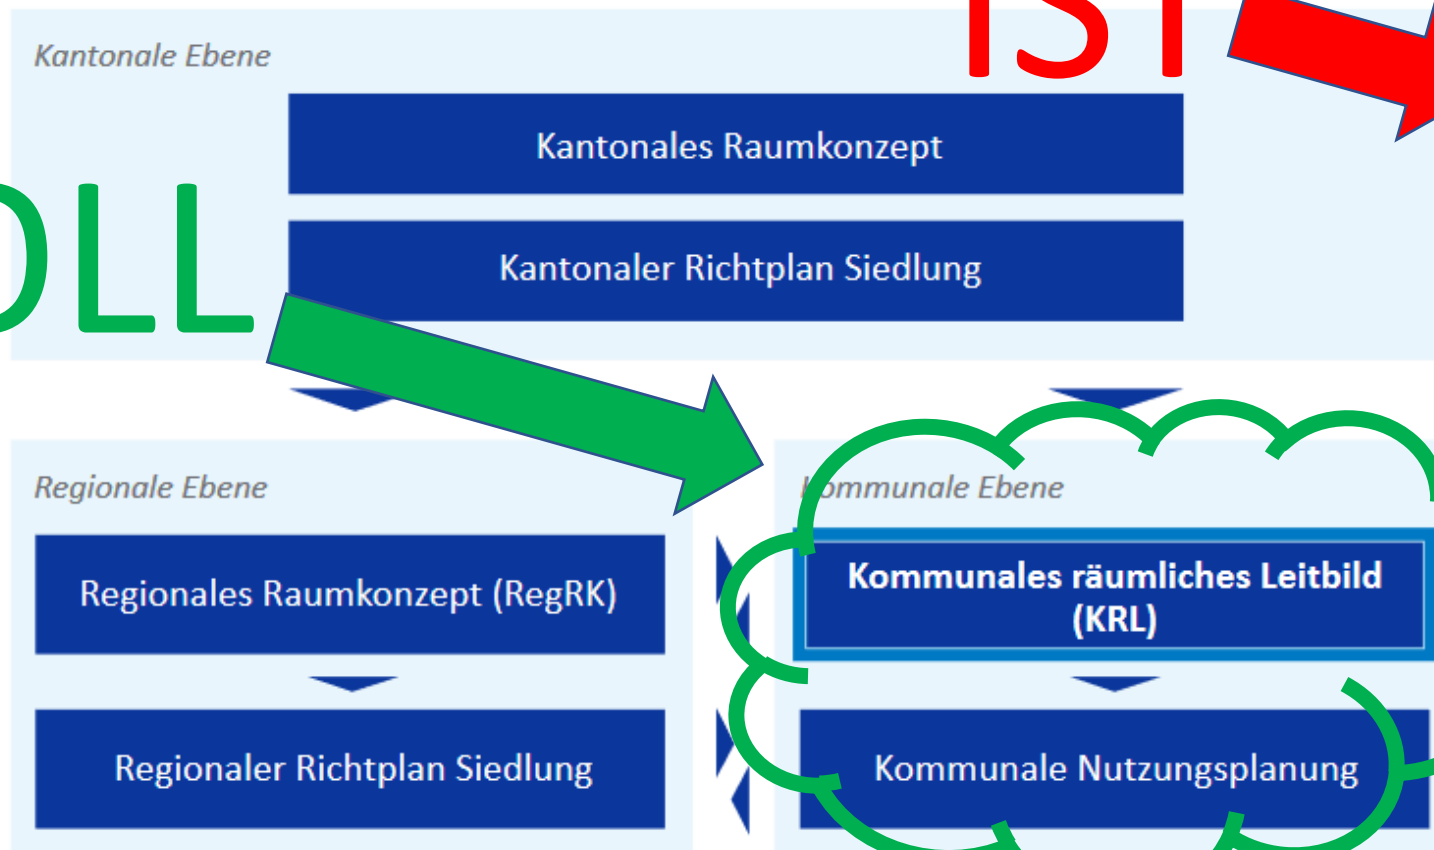 IST
Kantonale Ebene
Kantonales Raumkonzept
OLL
Kantonaler Richtplan Siedlung
Regionale Ebene
Kommunale Ebene
Regionales Raumkonzept (RegRK)
Kommunales räumliches Leitbild
(KRL)
Regionaler Richtplan Siedlung
Kommunale Nutzungsplanung